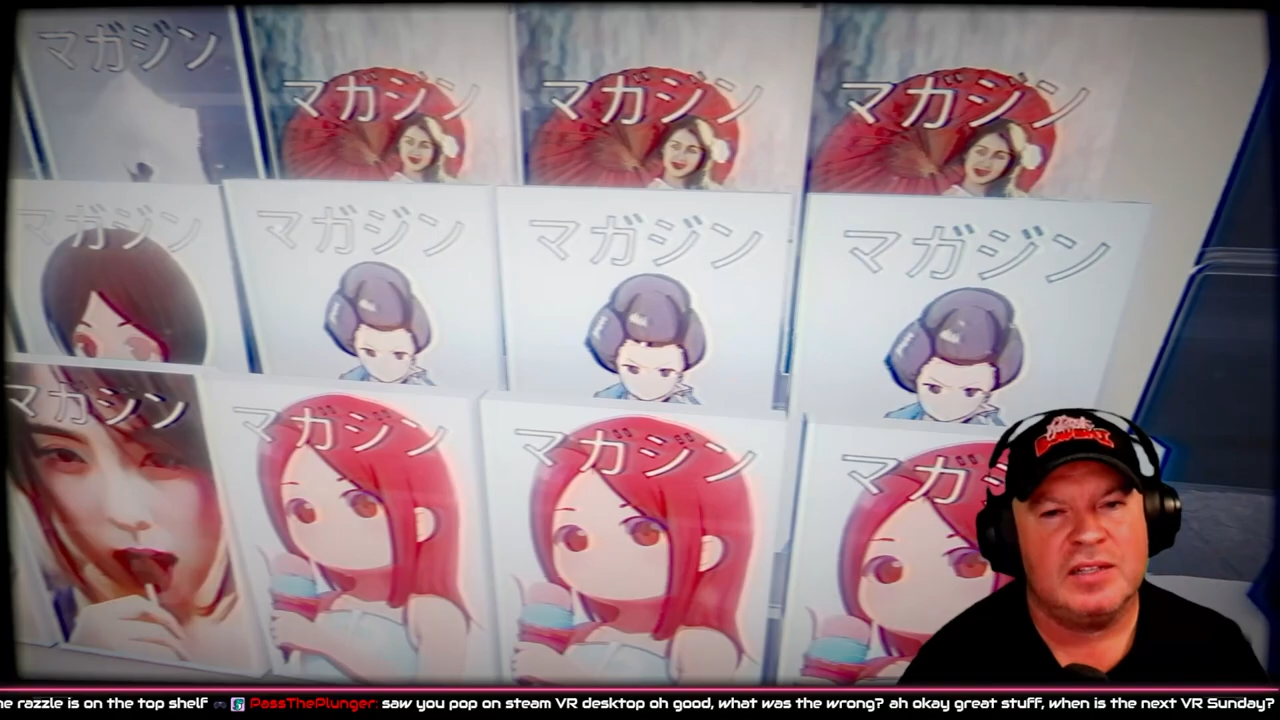 マガジン
マガジン マガジン マガジン
マガジン マガジン マガジン マガジン
マガジン マガジン マガジン マガジ
he razzle is on the top shelf PassThePlunger: saw you pop on steam VR desktop oh good, what was the wrong? ah okay great stuff, when is the next VR Sunday?